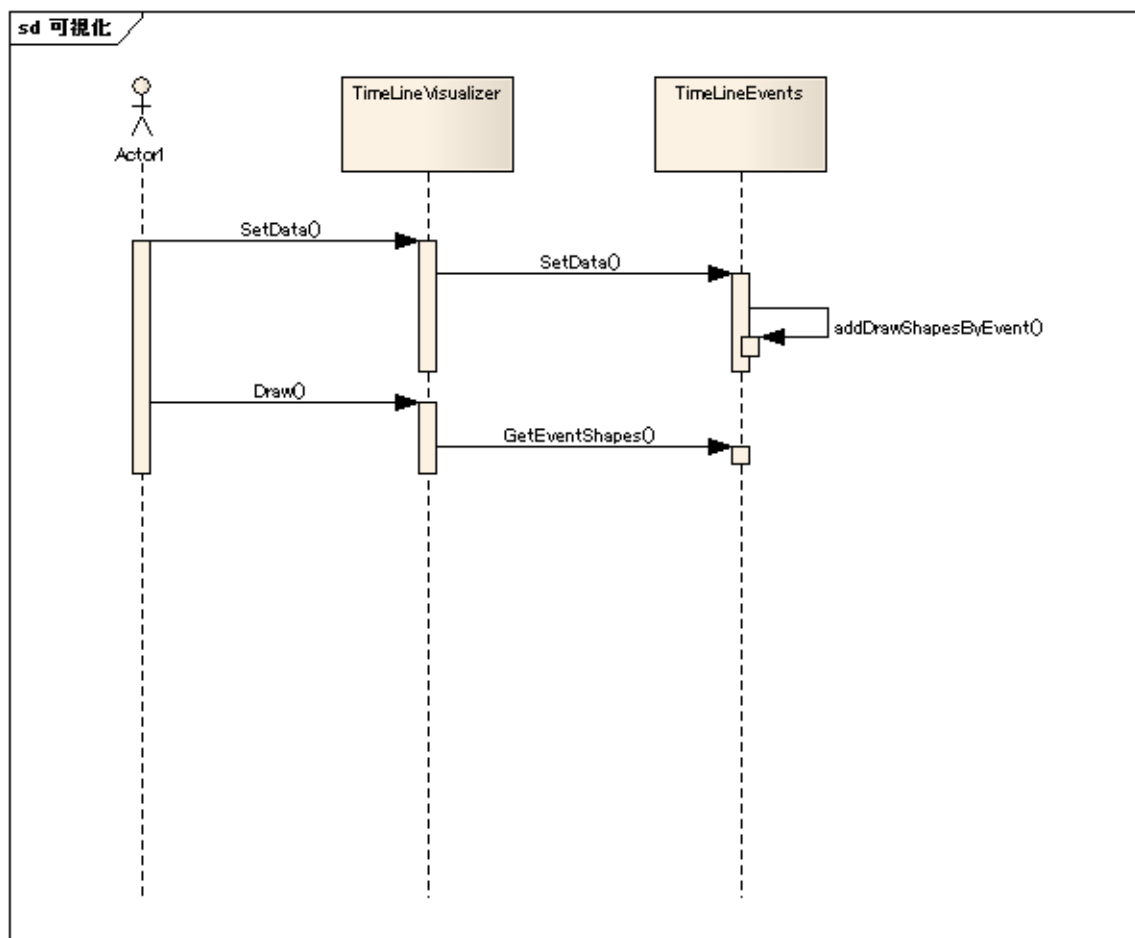 sd 可視化
TimeLineVisualizer
TimeLineEvents
Actor1
SetData()
SetData()
addDrawShapesByEvent()
Draw()
GetEventShapes()